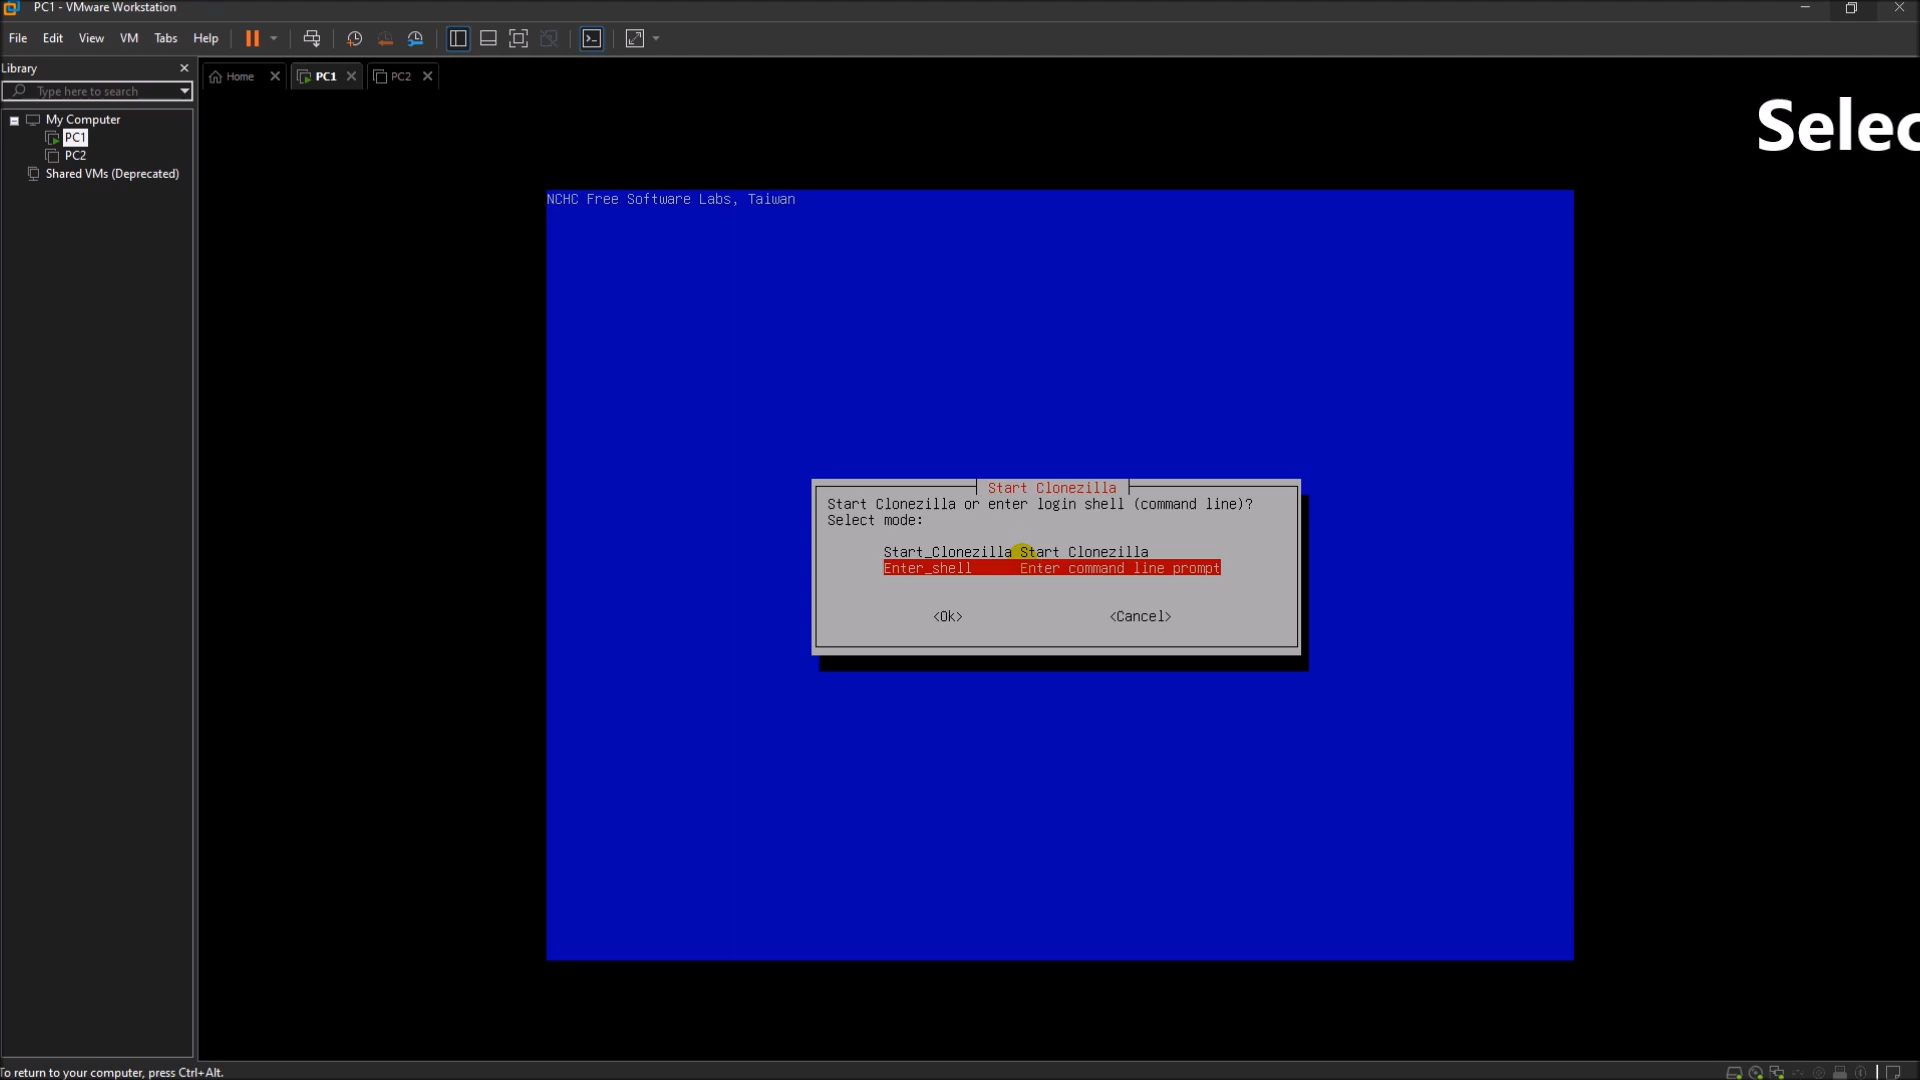 PC1 - VMware Workstation
File Edit View VM Tabs Help
Library
Type here to search
Home PC1 PC2
My Computer
PC1
PC2
Shared VMs (Deprecated)
Selec
NCHC Free Software Labs, Taiwan
Start Clonezilla
Start Clonezilla or enter login shell (command line)?
Select mode:
Start_Clonezilla Start Clonezilla
Enter_shell Enter command line prompt
<Ok> <Cancel>
To return to your computer, press Ctrl+Alt.